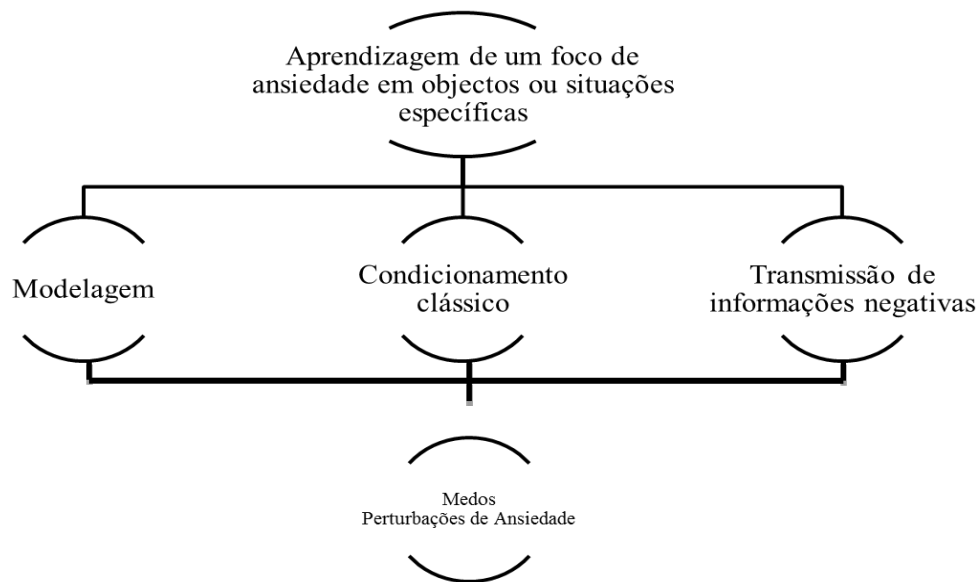 Aprendizagem de um foco de
ansiedade em objectos ou situações
específicas
Modelagem
Condicionamento
clássico
Transmissão de
informações negativas
Medos
Perturbações de Ansiedade